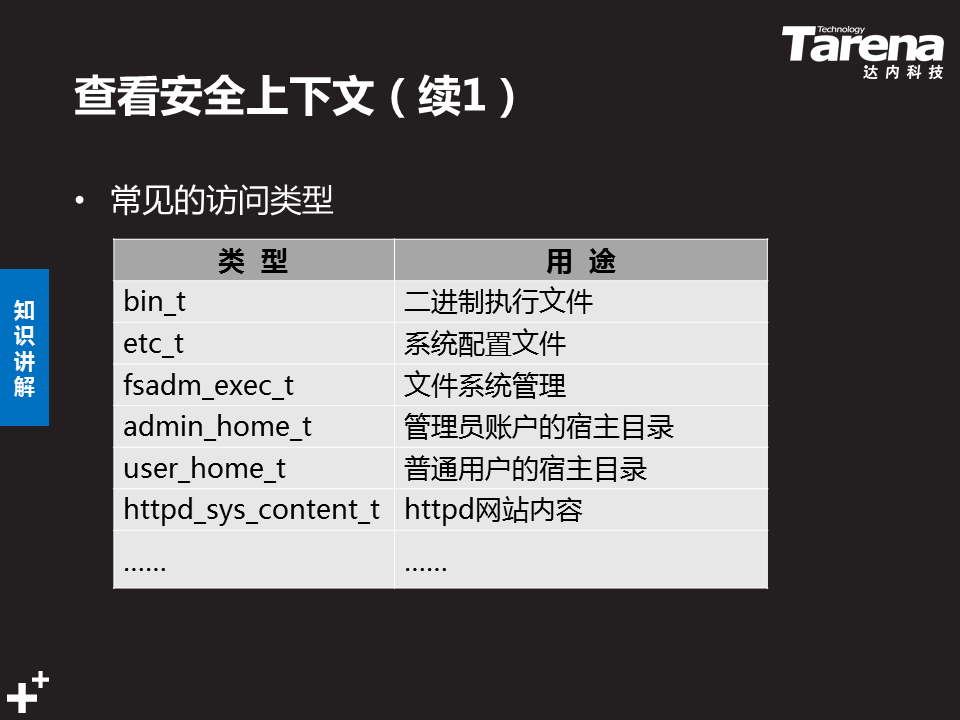 Technology
Tarena
达内科技
查看安全上下文（续1）
• 常见的访问类型
类 型 用 途
bin_t 二进制执行文件
etc_t 系统配置文件
fsadm_exec_t 文件系统管理
admin_home_t 管理员账户的宿主目录
user_home_t 普通用户的宿主目录
httpd_sys_content_t httpd网站内容
...... ......
知识讲解